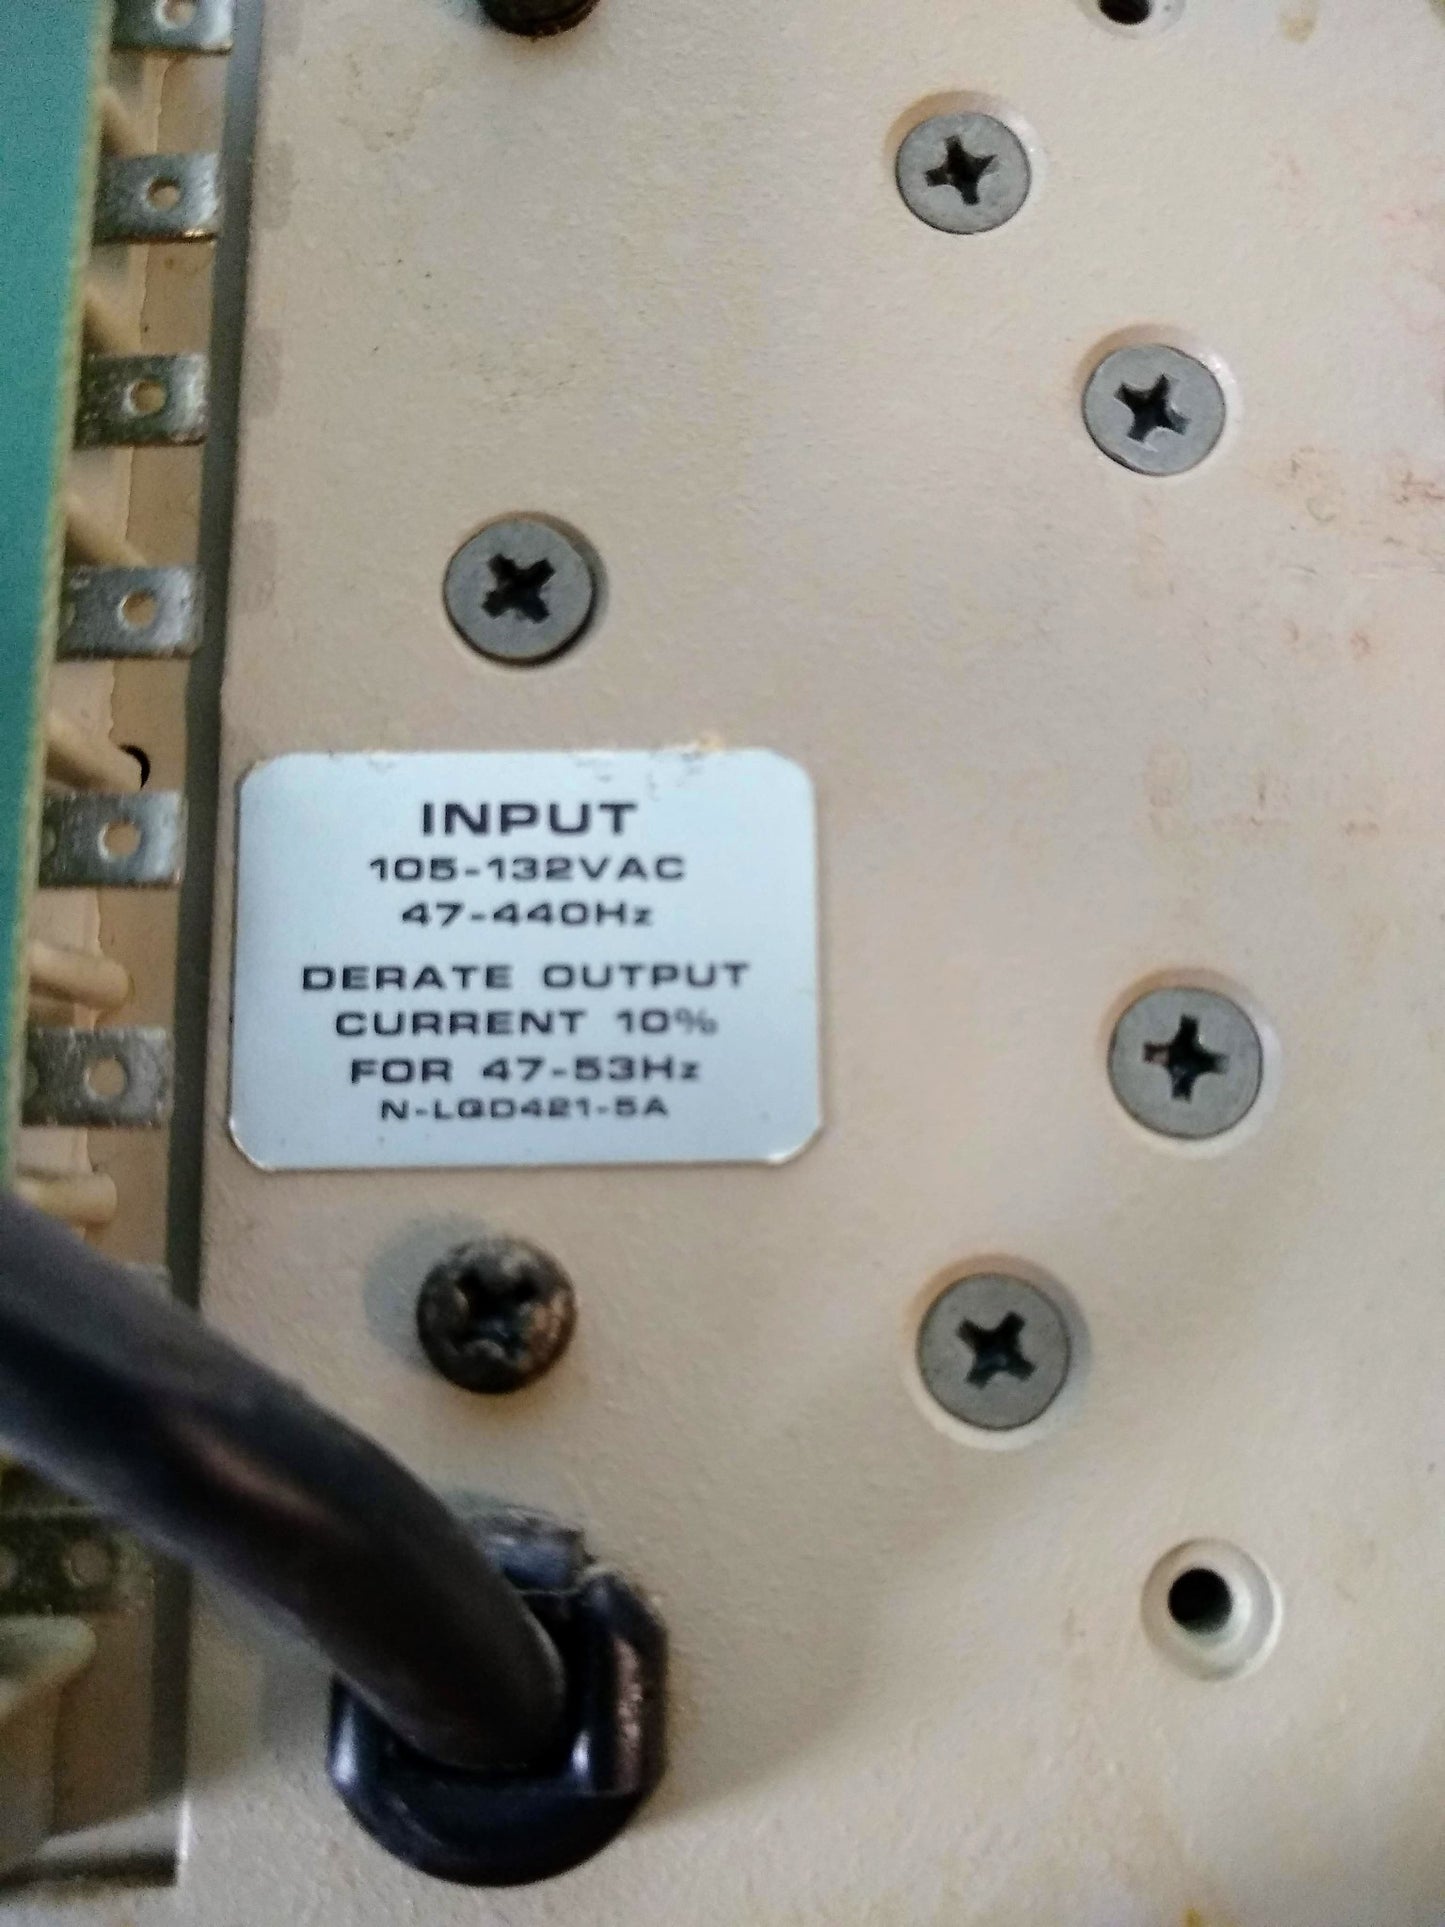 INPUT
105-132VAC
47-440Hz
DERATE OUTPUT
CURRENT 10%
FOR 47-53Hz
N-LQD421-5A